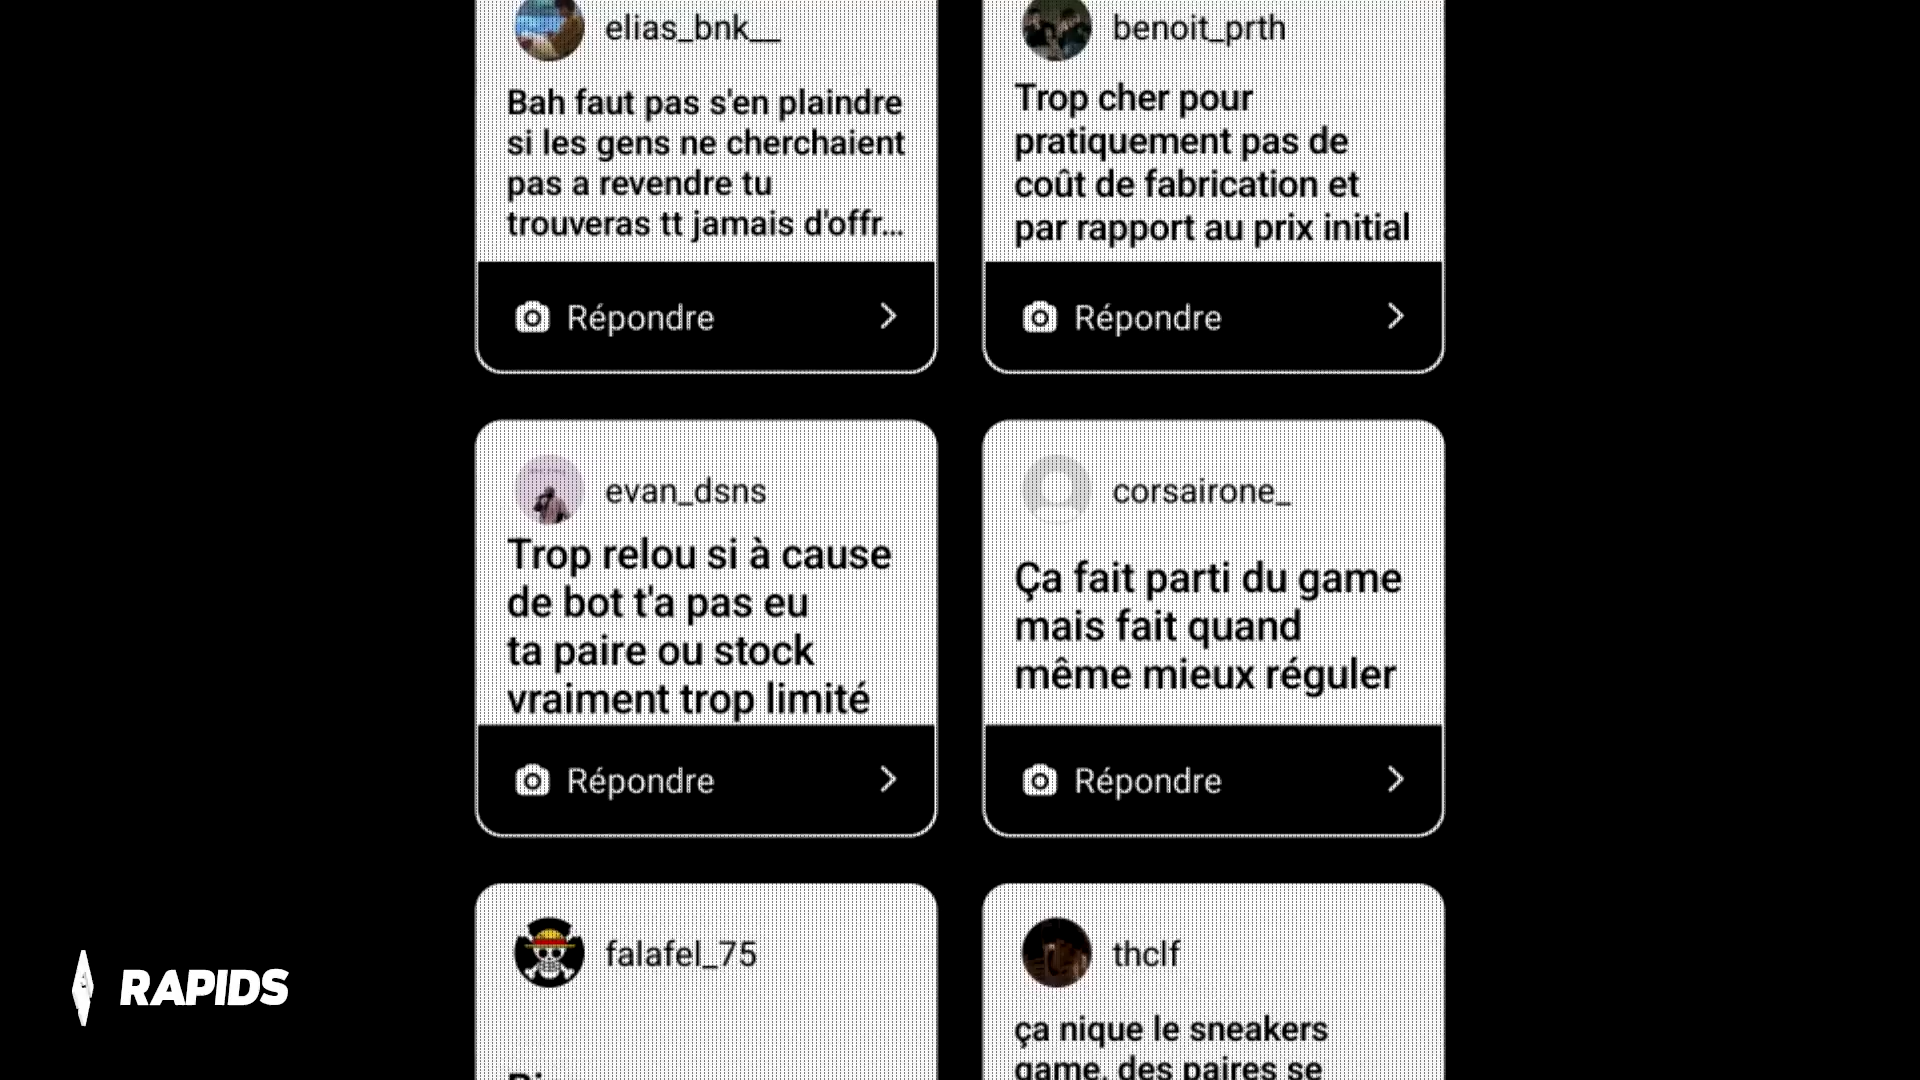 elias_bnk__
Bah faut pas s'en plaindre
si les gens ne cherchaient
pas a revendre tu
trouveras tt jamais d'offr...
Répondre
benoit_prth
Trop cher pour
pratiquement pas de
coût de fabrication et
par rapport au prix initial
Répondre
evan_dsns
Trop relou si à cause
de bot t'a pas eu
ta paire ou stock
vraiment trop limité
Répondre
corsairone_
Ça fait parti du game
mais fait quand
même mieux réguler
Répondre
falafel_75
thclf
ça nique le sneakers
game, des paires se
RAPIDS